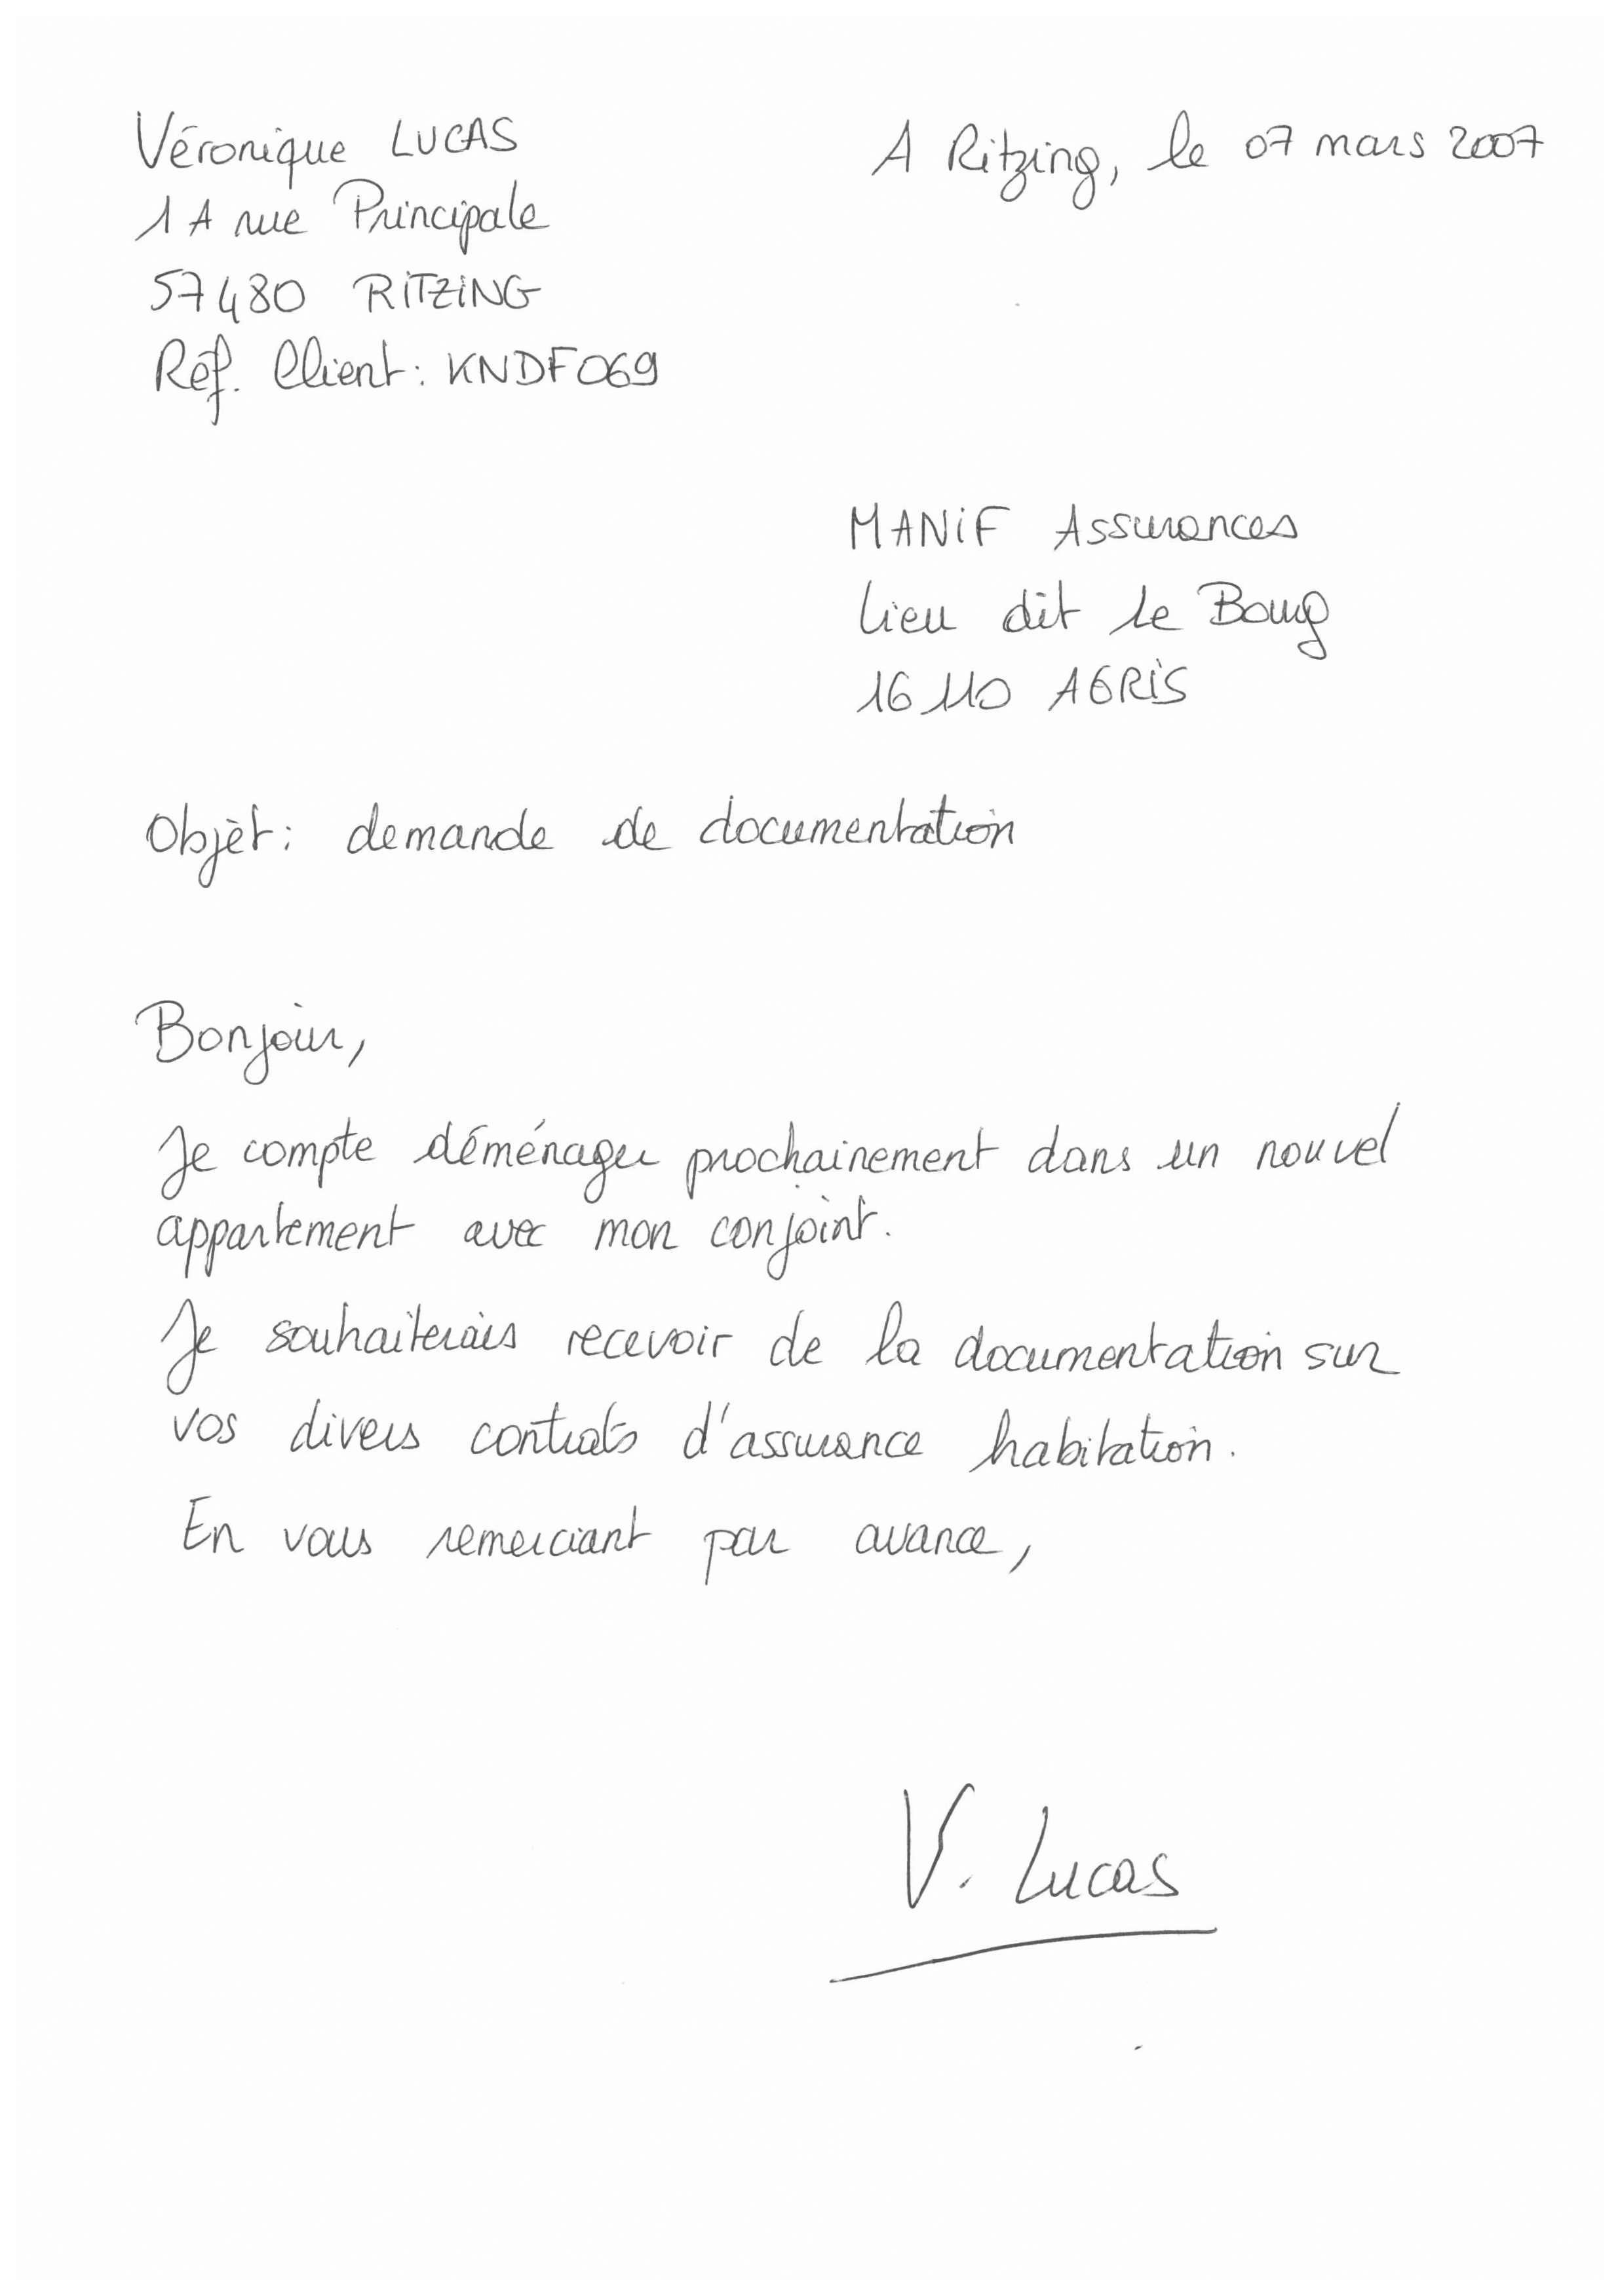 Véronique LUCAS
A Ritzing, le 07 mars 2007
1A rue Principale
57480 RITZING
Réf. Client : KNDF069
MANIF Assurances
Lieu dit Le Bourg
16110 AGRIS
Objet : demande de documentation
Bonjour,
Je compte déménager prochainement dans un nouvel
appartement avec mon conjoint.
Je souhaiterais recevoir de la documentation sur
vos divers contrats d'assurance habitation.
En vous remerciant par avance,
V. Lucas